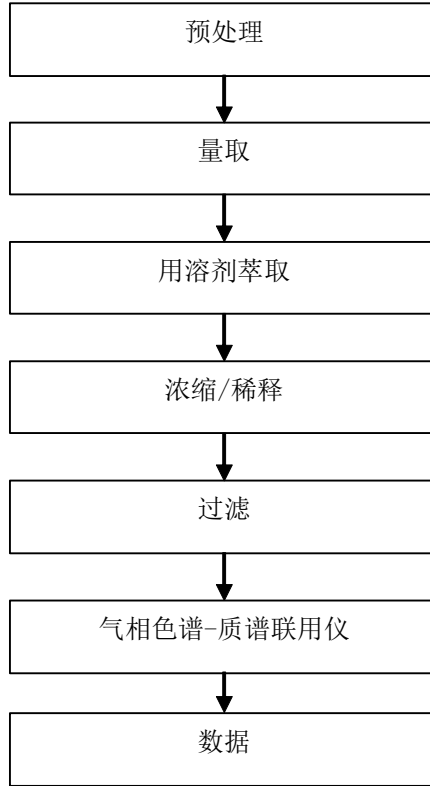 预处理
量取
用溶剂萃取
浓缩/稀释
过滤
气相色谱-质谱联用仪
数据